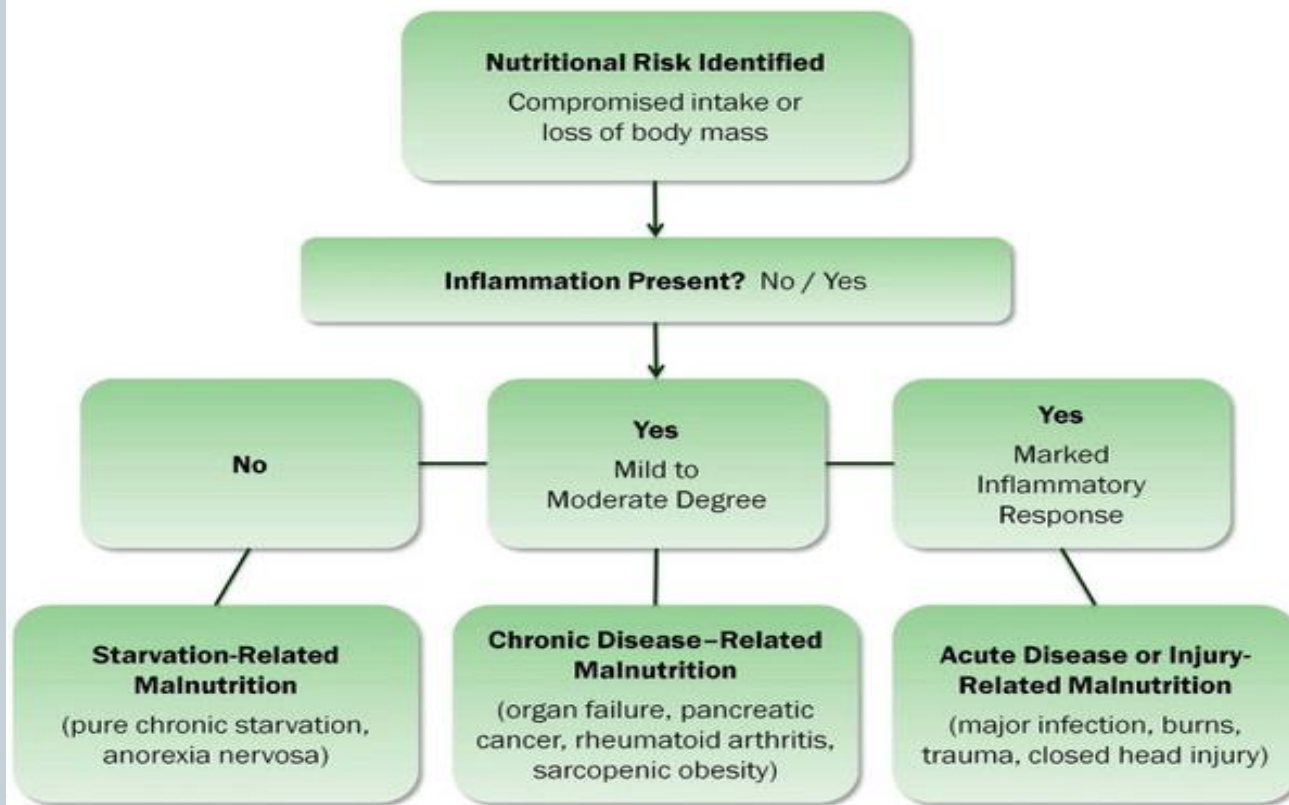 Nutritional Risk Identified
Compromised intake or
loss of body mass
Inflammation Present? No / Yes
No
Yes
Mild to
Moderate Degree
Yes
Marked
Inflammatory
Response
Starvation-Related
Malnutrition
(pure chronic starvation,
anorexia nervosa)
Chronic Disease–Related
Malnutrition
(organ failure, pancreatic
cancer, rheumatoid arthritis,
sarcopenic obesity)
Acute Disease or Injury-
Related Malnutrition
(major infection, burns,
trauma, closed head injury)